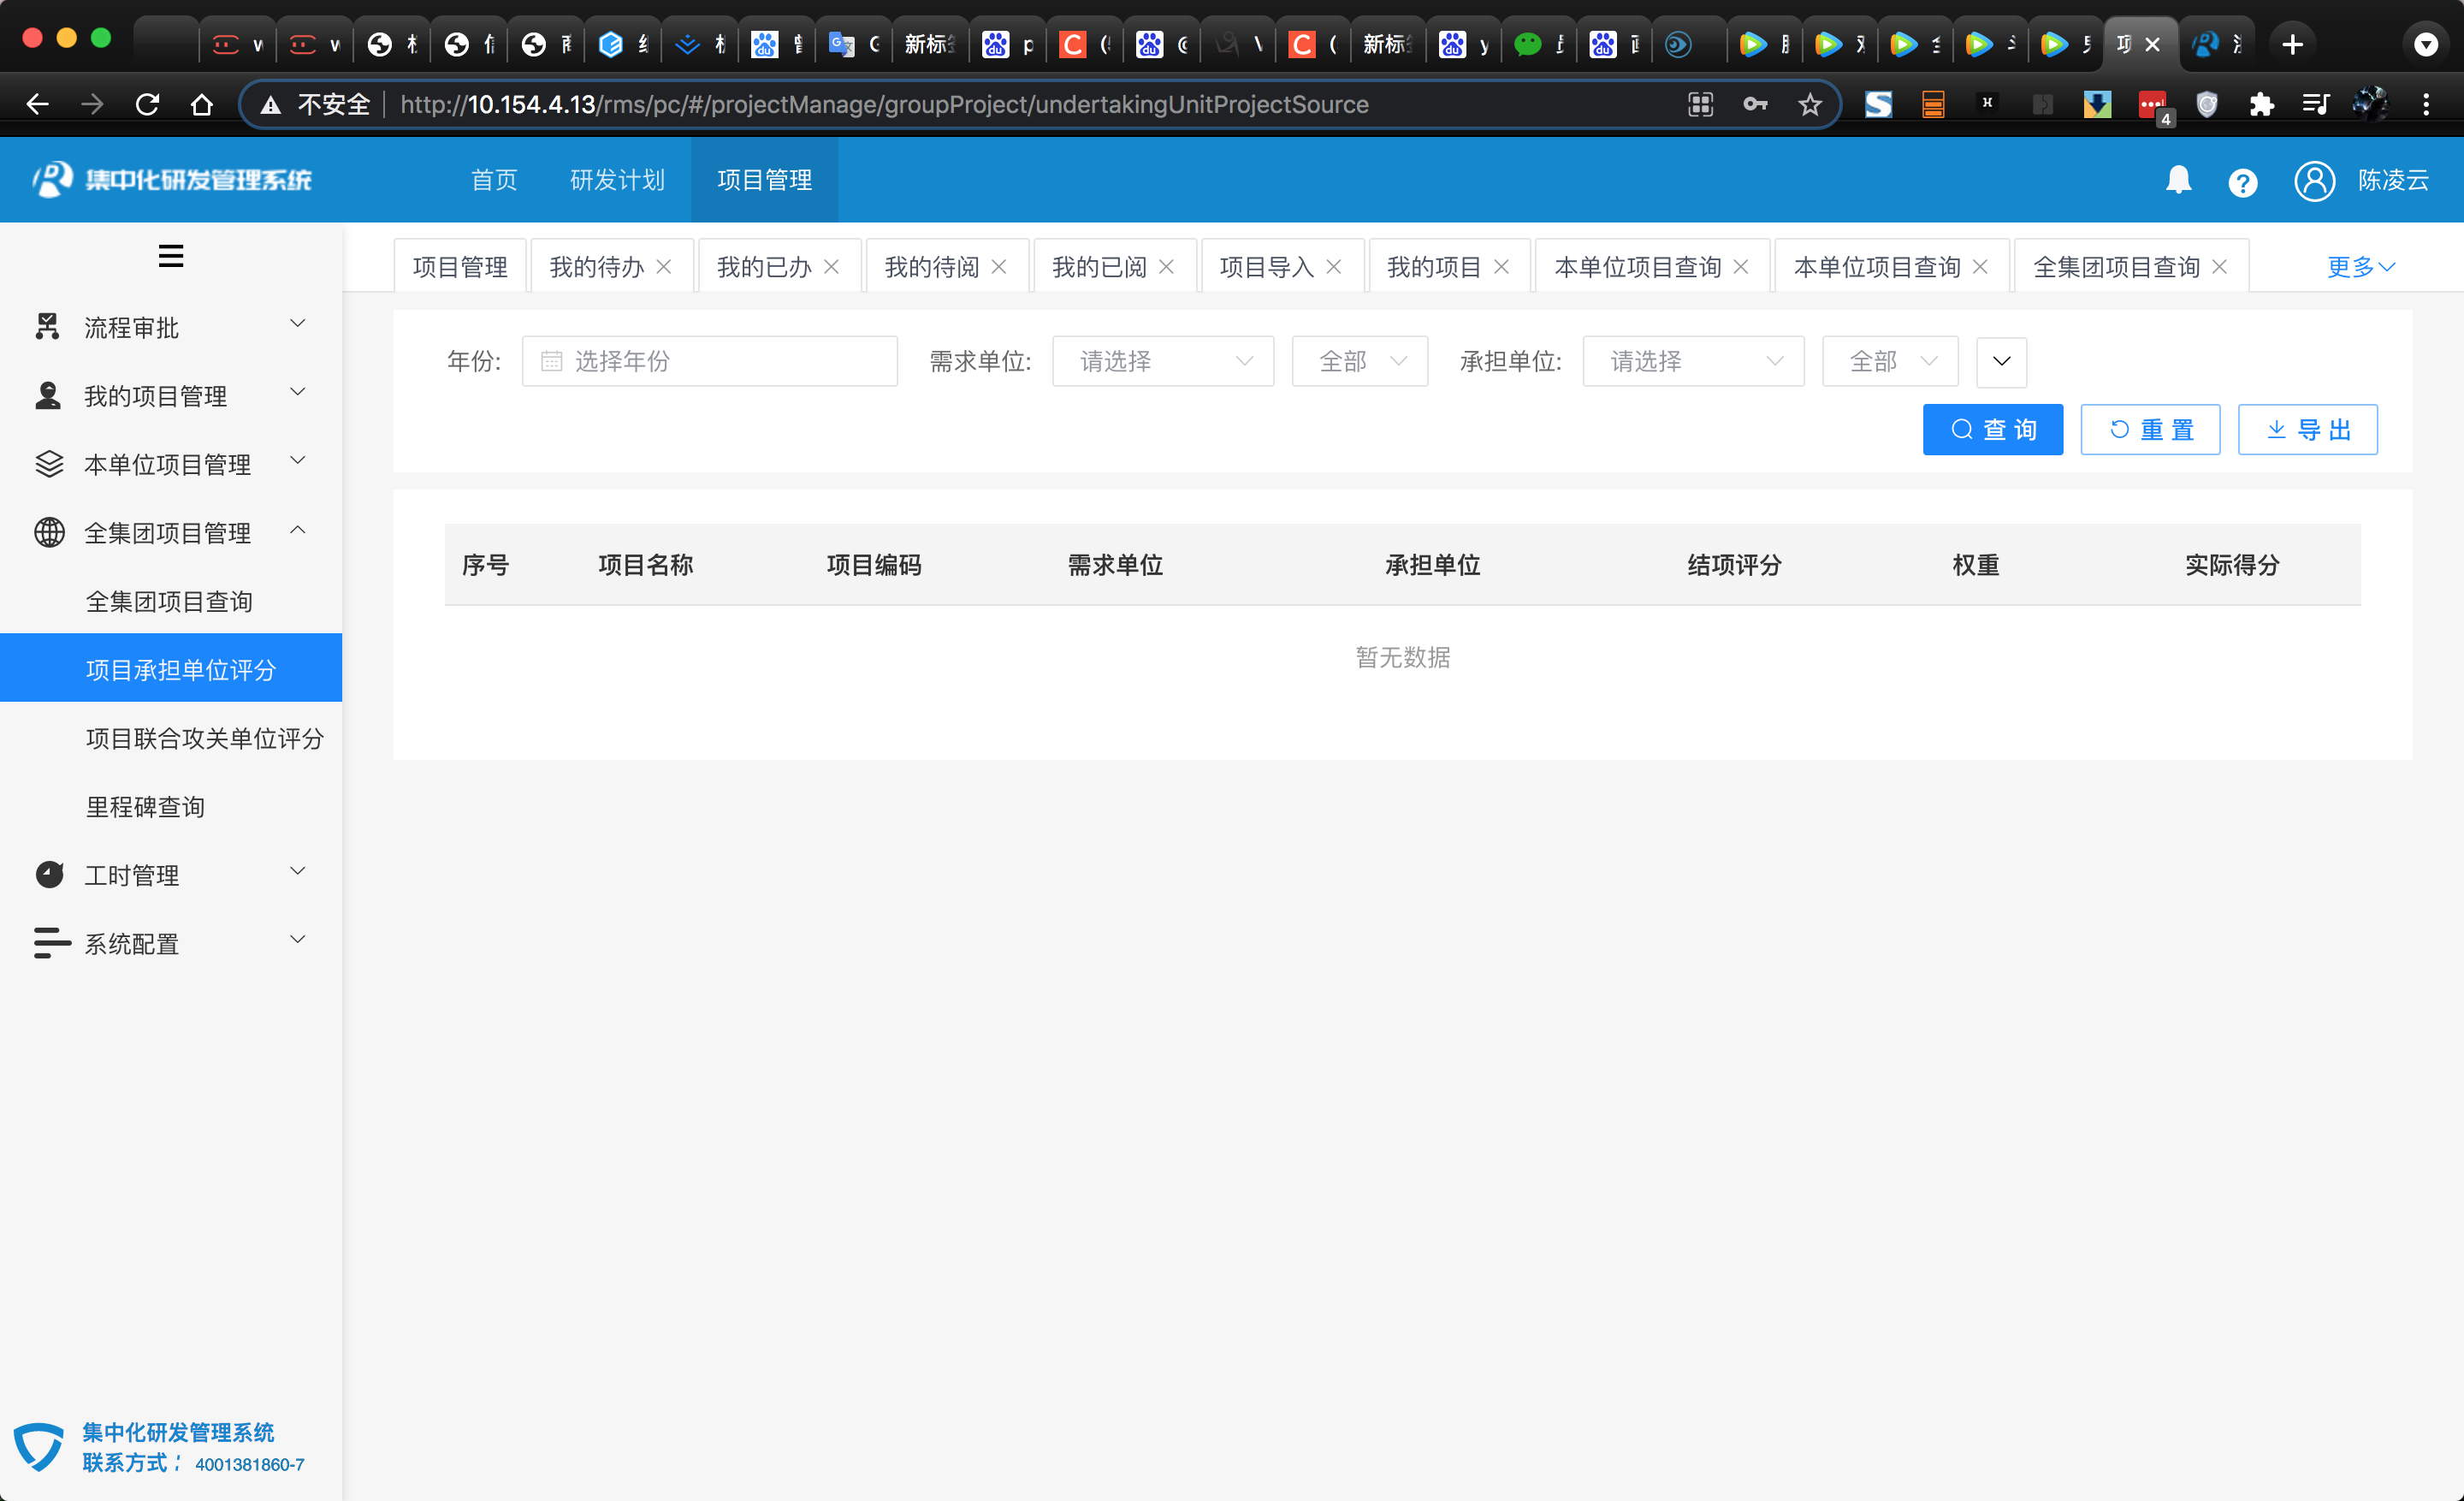 新标 新标
不安全 http://10.154.4.13/rms/pc/#/projectManage/groupProject/undertakingUnitProjectSource
4
集中化研发管理系统 首页 研发计划 项目管理 陈凌云
项目管理 我的待办 我的已办 我的待阅 我的已阅 项目导入 我的项目 本单位项目查询 本单位项目查询 全集团项目查询 更多
流程审批
我的项目管理
本单位项目管理
全集团项目管理
全集团项目查询
项目承担单位评分
项目联合攻关单位评分
里程碑查询
工时管理
系统配置
年份: 选择年份 需求单位: 请选择 全部 承担单位: 请选择 全部
查询 重置 导出
序号 项目名称 项目编码 需求单位 承担单位 结项评分 权重 实际得分
暂无数据
集中化研发管理系统
联系方式： 4001381860-7